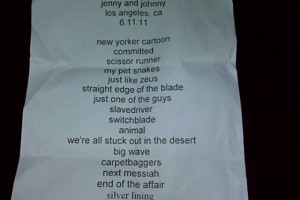 jenny and johnny
los angeles, ca
6.11.11
new yorker cartoon
committed
scissor runner
my pet snakes
just like zeus
straight edge of the blade
just one of the guys
slavedriver
switchblade
animal
we're all stuck out in the desert
big wave
carpetbaggers
next messiah
end of the affair
silver lining